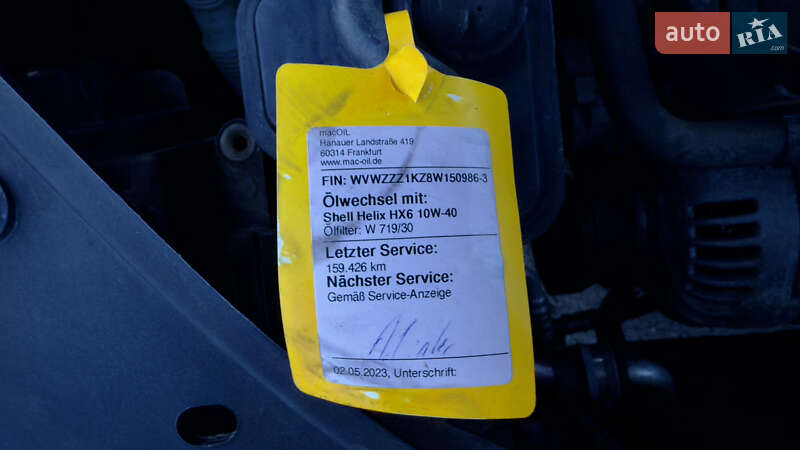 auto
RIA
.com
macOIL
Hanauer Landstraße 419
60314 Frankfurt
www.mac-oil.de
FIN: WVWZZZ1KZ8W150986-3
Ölwechsel mit:
Shell Helix HX6 10W-40
Ölfilter: W 719/30
Letzter Service:
159.426 km
Nächster Service:
Gemäß Service-Anzeige
02.05.2023, Unterschrift: